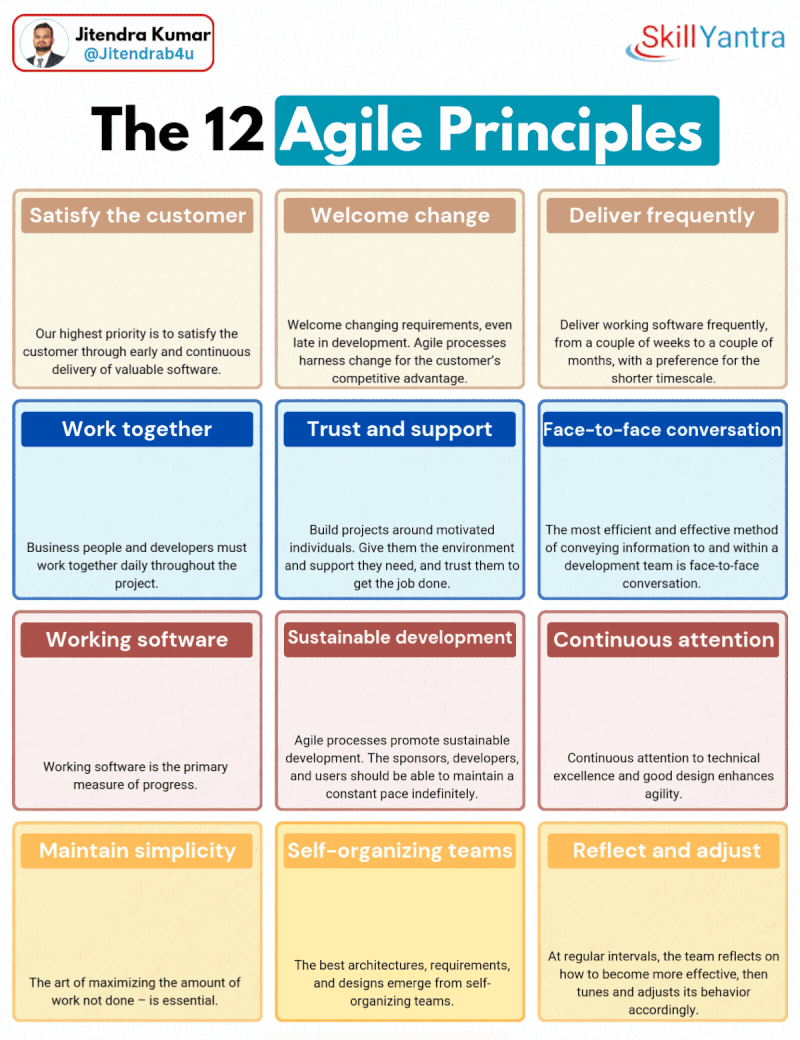 Jitendra Kumar
@Jitendrab4u
SkillYantra
The 12 Agile Principles
Satisfy the customer
Our highest priority is to satisfy the
customer through early and continuous
delivery of valuable software.
Welcome change
Welcome changing requirements, even
late in development. Agile processes
harness change for the customer's
competitive advantage.
Deliver frequently
Deliver working software frequently,
from a couple of weeks to a couple of
months, with a preference for the
shorter timescale.
Work together
Business people and developers must
work together daily throughout the
project.
Trust and support
Build projects around motivated
individuals. Give them the environment
and support they need, and trust them to
get the job done.
Face-to-face conversation
The most efficient and effective method
of conveying information to and within a
development team is face-to-face
conversation.
Working software
Working software is the primary
measure of progress.
Sustainable development
Agile processes promote sustainable
development. The sponsors, developers,
and users should be able to maintain a
constant pace indefinitely.
Continuous attention
Continuous attention to technical
excellence and good design enhances
agility.
Maintain simplicity
The art of maximizing the amount of
work not done – is essential.
Self-organizing teams
The best architectures, requirements,
and designs emerge from self-
organizing teams.
Reflect and adjust
At regular intervals, the team reflects on
how to become more effective, then
tunes and adjusts its behavior
accordingly.